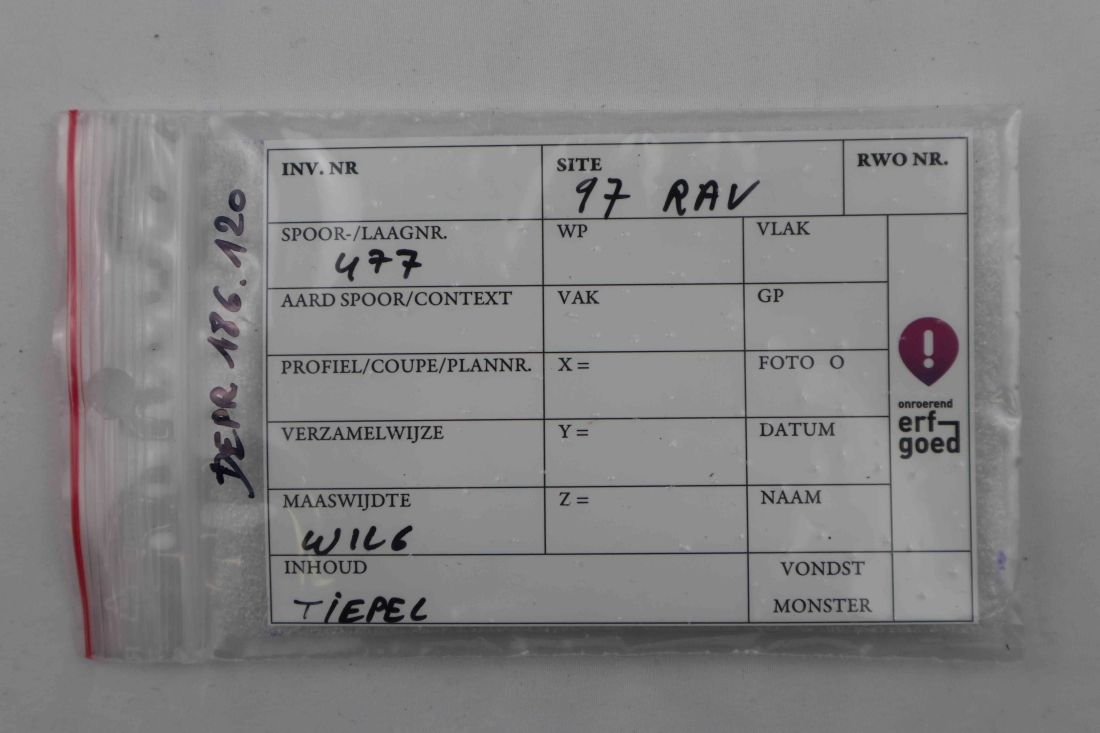 DEPR 186.120
INV. NR
SITE
97 RAV
RWO NR.
SPOOR-/LAAGNR.
477
WP
VLAK
AARD SPOOR/CONTEXT
VAK
GP
PROFIEL/COUPE/PLANNR.
X =
FOTO O
VERZAMELWIJZE
Y =
DATUM
MAASWIJDTE
WILG
Z =
NAAM
INHOUD
TIEPEL
VONDST
MONSTER
onroerend
erf
goed